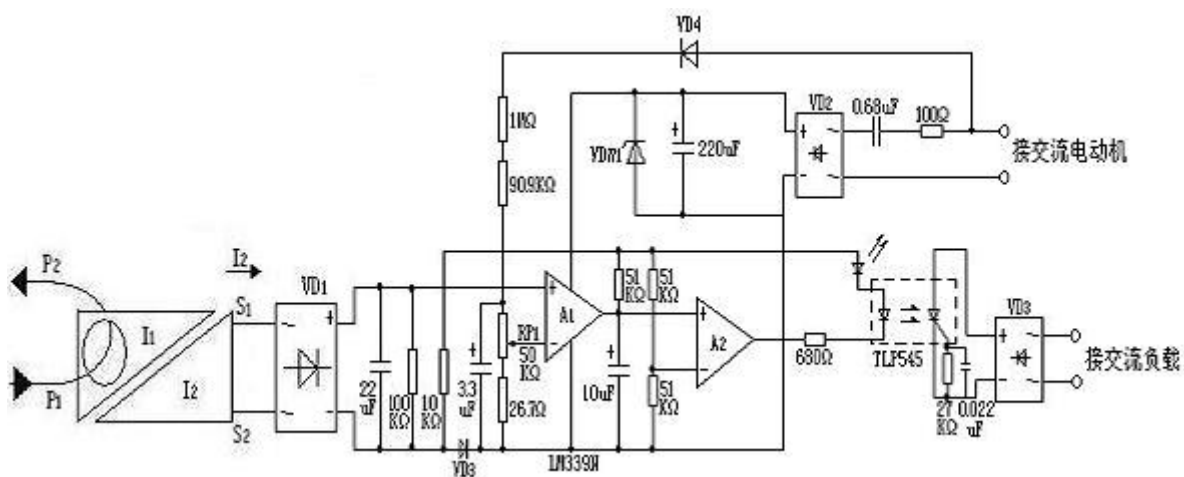 VD4
1MΩ
90.9KΩ
VDW1
220uF
VD2
0.68uF
100Ω
接交流电动机
P2
I2
S1
VD1
I1
I2
P1
S2
22
uF
100
KΩ
10
KΩ
3.3
uF
RP1
50
KΩ
26.7Ω
VD3
A1
LM339N
51
KΩ
51
KΩ
10uF
51
KΩ
A2
680Ω
TLP545
27
KΩ
0.022
uF
VD3
接交流负载